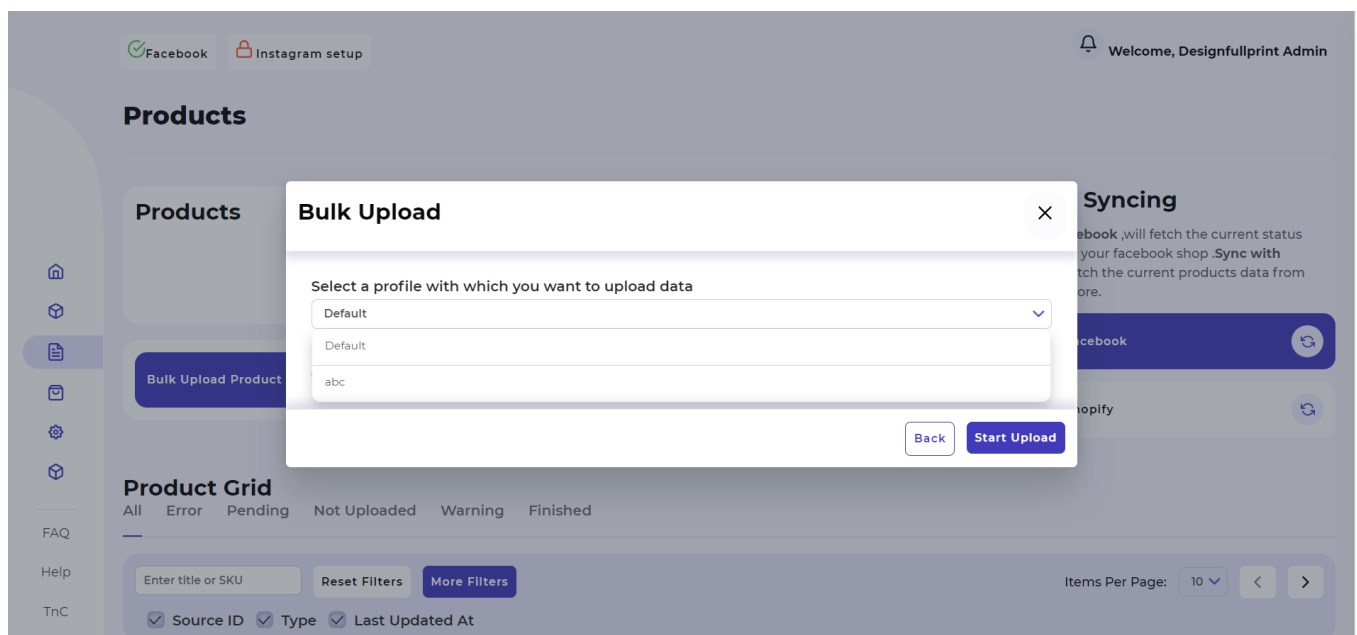 Facebook
Instagram setup
Welcome, Designfullprint Admin
Products
Products
Bulk Upload
Syncing
ebook ,will fetch the current status
your facebook shop .Sync with
tch the current products data from
ore.
Select a profile with which you want to upload data
Default
Default
abc
acebook
Bulk Upload Product
hopify
Back
Start Upload
Product Grid
All Error Pending Not Uploaded Warning Finished
FAQ
Help
TnC
Enter title or SKU
Reset Filters
More Filters
Items Per Page: 10
Source ID Type Last Updated At